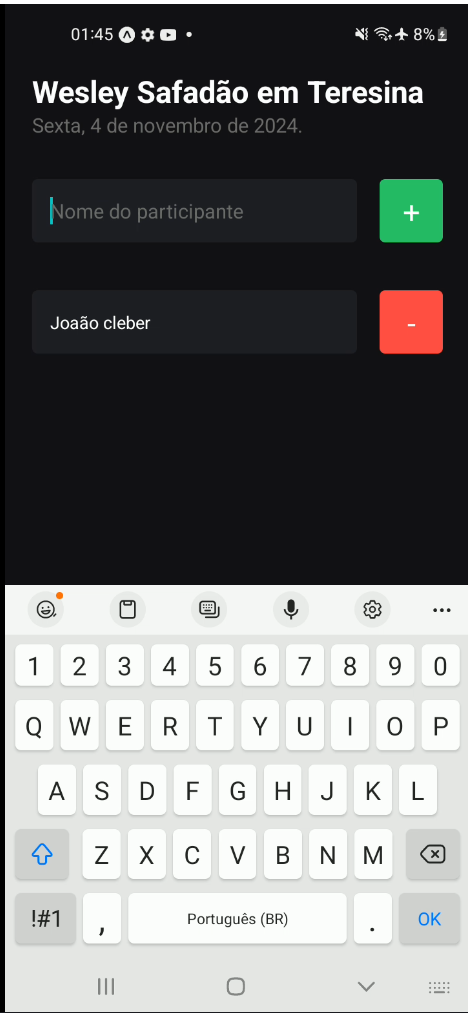 01:45 8%
Wesley Safadão em Teresina
Sexta, 4 de novembro de 2024.
Nome do participante
+
Joaão cleber
-
1 2 3 4 5 6 7 8 9 0
Q W E R T Y U I O P
A S D F G H J K L
Z X C V B N M
!#1 , Português (BR) . OK